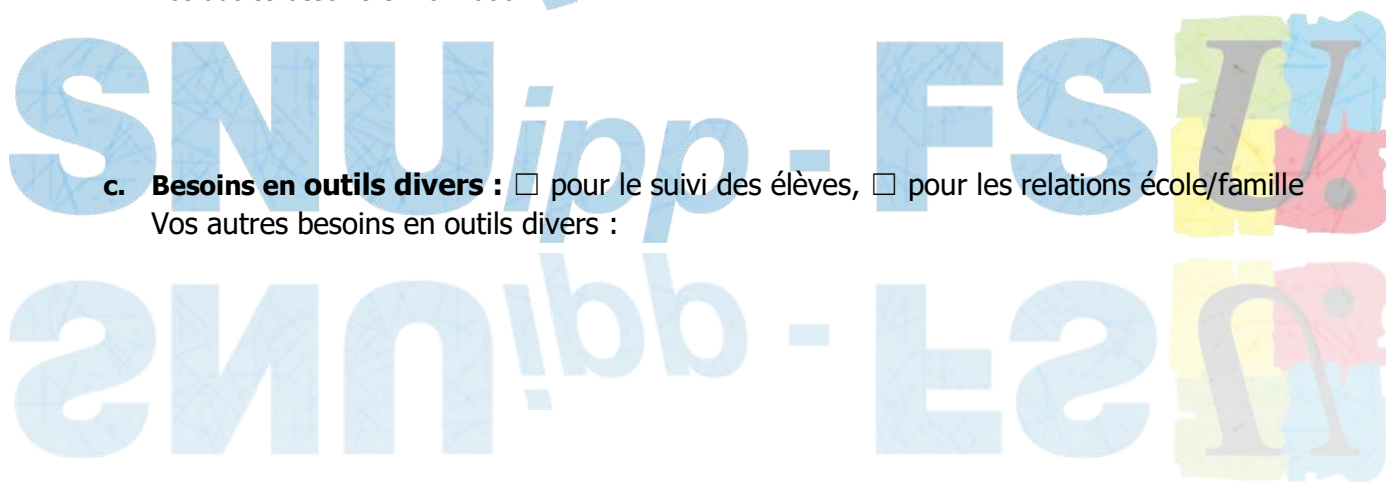 SNUipp - FSU
c. Besoins en outils divers : ☐ pour le suivi des élèves, ☐ pour les relations école/famille
Vos autres besoins en outils divers :